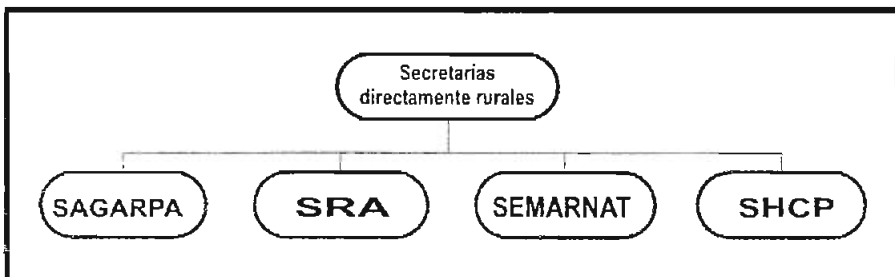 Secretarias
directamente rurales
SAGARPA
SRA
SEMARNAT
SHCP